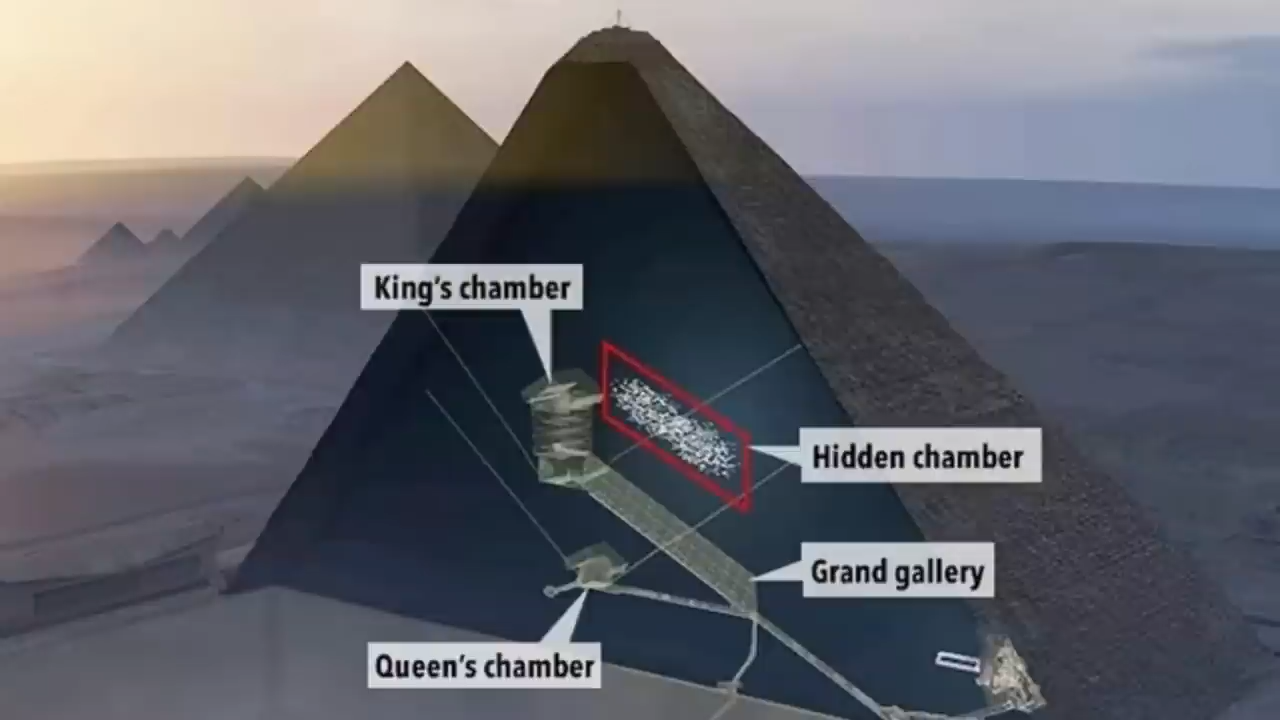 King's chamber
Hidden chamber
Grand gallery
Queen's chamber